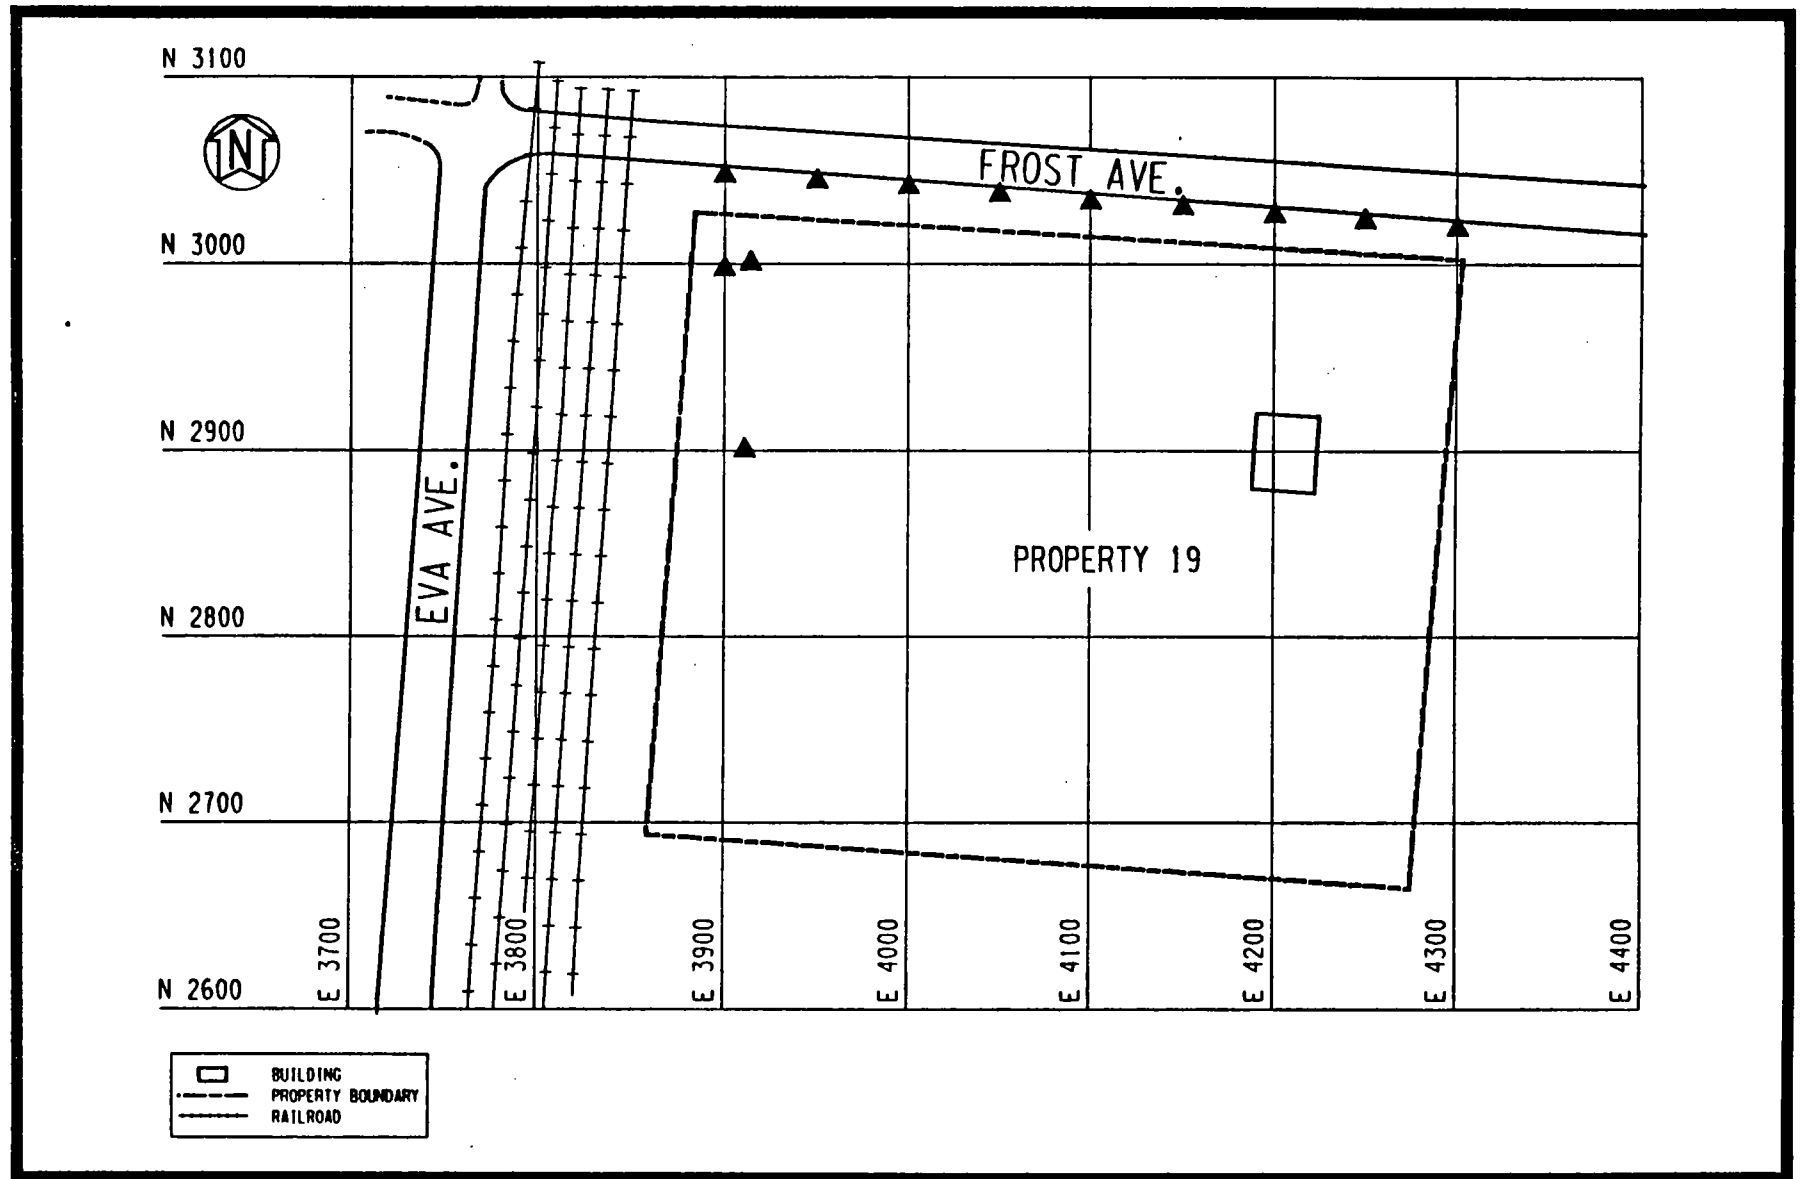 N 3100
N
FROST AVE.
N 3000
N 2900
EVA AVE.
PROPERTY 19
N 2800
N 2700
N 2600
E 3700
E 3800
E 3900
E 4000
E 4100
E 4200
E 4300
E 4400
BUILDING
PROPERTY BOUNDARY
RAILROAD